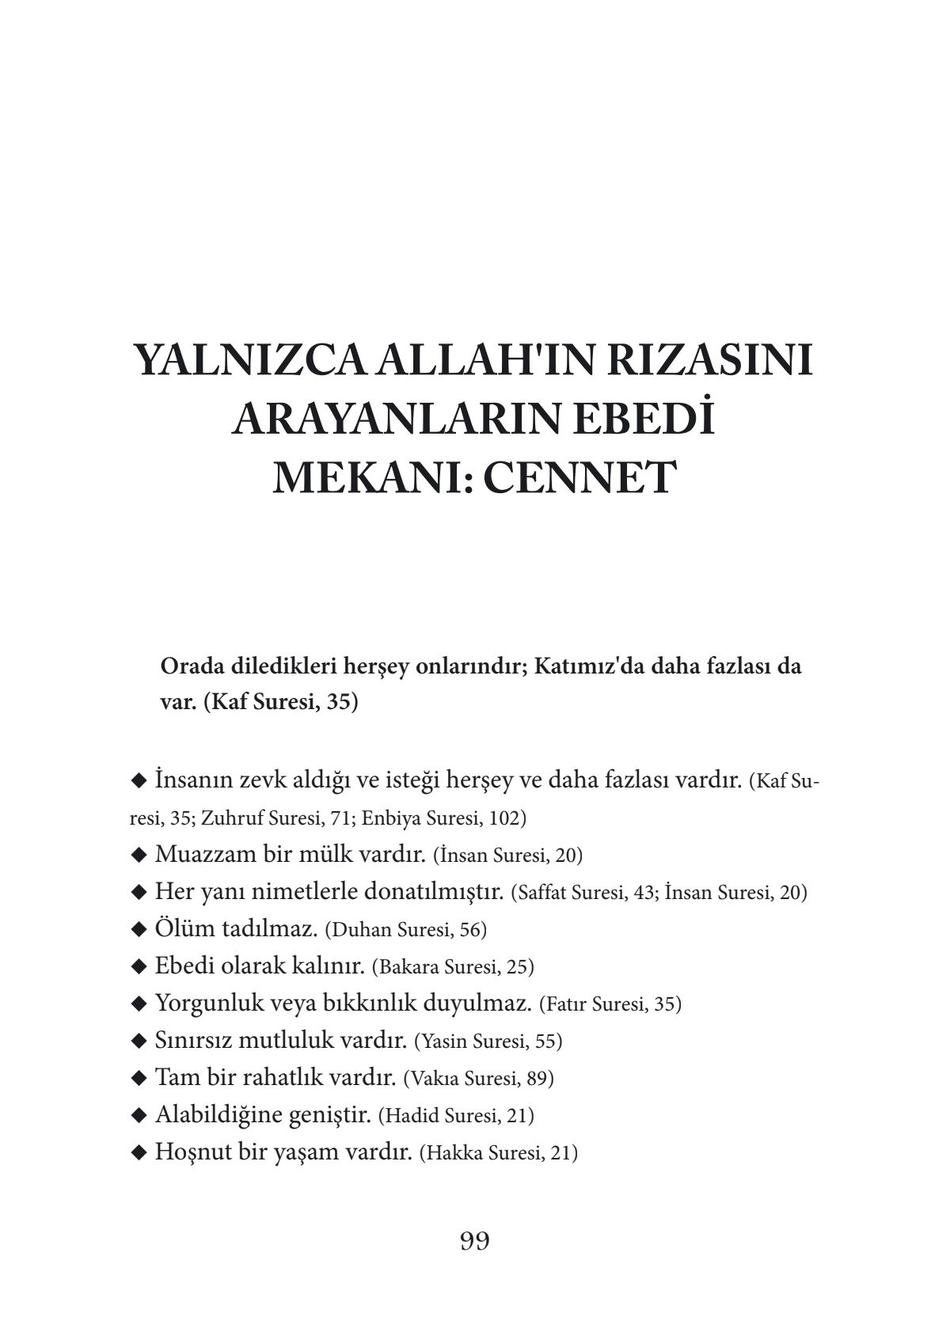 YALNIZCA ALLAH'IN RIZASINI
ARAYANLARIN EBEDİ
MEKANI: CENNET
Orada diledikleri herşey onlarındır; Katımız'da daha fazlası da
var. (Kaf Suresi, 35)
◆ İnsanın zevk aldığı ve isteği herşey ve daha fazlası vardır. (Kaf Su-
resi, 35; Zuhruf Suresi, 71; Enbiya Suresi, 102)
◆ Muazzam bir mülk vardır. (İnsan Suresi, 20)
◆ Her yanı nimetlerle donatılmıştır. (Saffat Suresi, 43; İnsan Suresi, 20)
◆ Ölüm tadılmaz. (Duhan Suresi, 56)
◆ Ebedi olarak kalınır. (Bakara Suresi, 25)
◆ Yorgunluk veya bıkkınlık duyulmaz. (Fatır Suresi, 35)
◆ Sınırsız mutluluk vardır. (Yasin Suresi, 55)
◆ Tam bir rahatlık vardır. (Vakıa Suresi, 89)
◆ Alabildiğine geniştir. (Hadid Suresi, 21)
◆ Hoşnut bir yaşam vardır. (Hakka Suresi, 21)
99